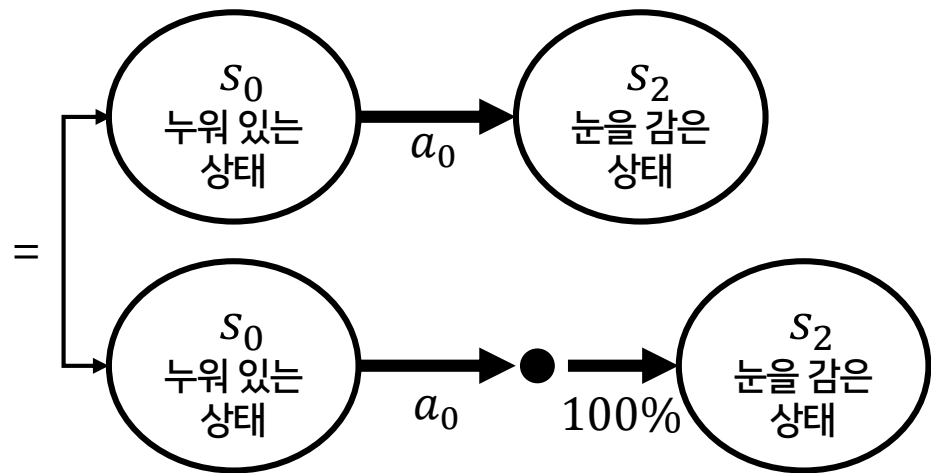 s₀
누워 있는
상태
a₀
s₂
눈을 감은
상태
=
s₀
누워 있는
상태
a₀
100%
s₂
눈을 감은
상태